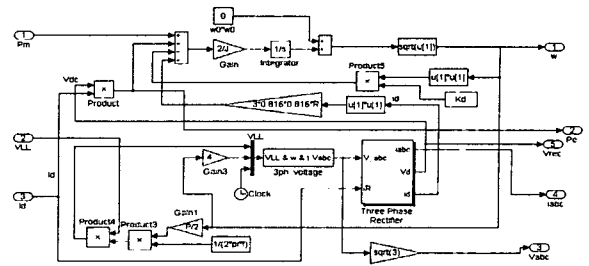 0
w0*w0
1
Pm
2/J
Gain
1/s
Integrator
sqrt(u[1])
1
w
Product5
u[1]*u[1]
Kd
Vdc
Product
3*0.816*0.816*R
u[1]*u[1]
id
2
Pe
2
VLL
VLL
iabc
5
Vrec
4
Gain3
VLL & w & t Vabc
3ph voltage
V_abc
Vd
Clock
R
id
Three Phase
Rectifier
4
iabc
Id
3
Id
Product4
Product3
Gain1
P/2
1/(2*pi*f)
sqrt(3)
3
Vabc